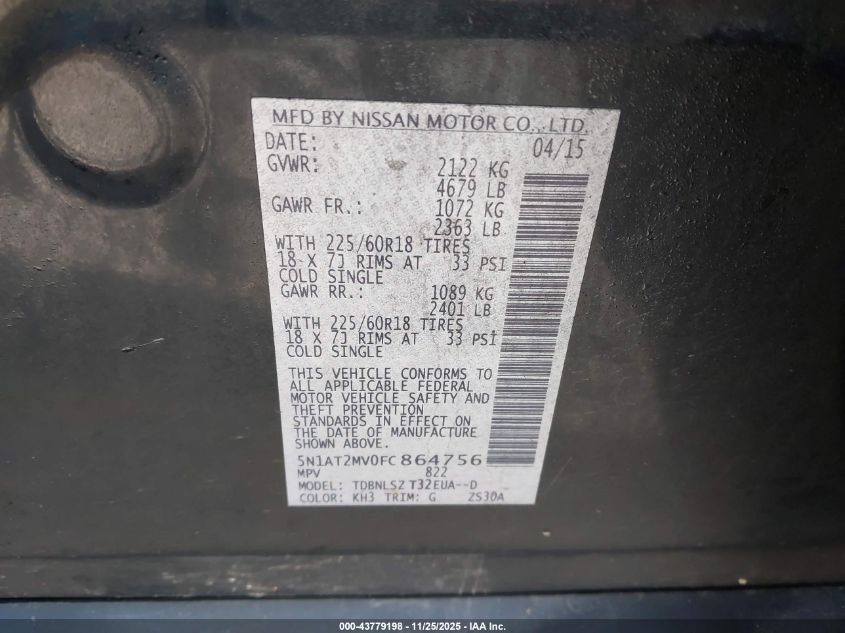 MFD BY NISSAN MOTOR CO., LTD.
DATE: 04/15
GVWR: 2122 KG
4679 LB
GAWR FR.: 1072 KG
2363 LB
WITH 225/60R18 TIRES
18 X 7J RIMS AT 33 PSI
COLD SINGLE
GAWR RR.: 1089 KG
2401 LB
WITH 225/60R18 TIRES
18 X 7J RIMS AT 33 PSI
COLD SINGLE
THIS VEHICLE CONFORMS TO
ALL APPLICABLE FEDERAL
MOTOR VEHICLE SAFETY AND
THEFT PREVENTION
STANDARDS IN EFFECT ON
THE DATE OF MANUFACTURE
SHOWN ABOVE.
5N1AT2MV0FC864756
MPV 822
MODEL: TDBNLSZ T32EUA--D
COLOR: KH3 TRIM: G ZS30A
000-43779198 - 11/25/2025 - IAA Inc.